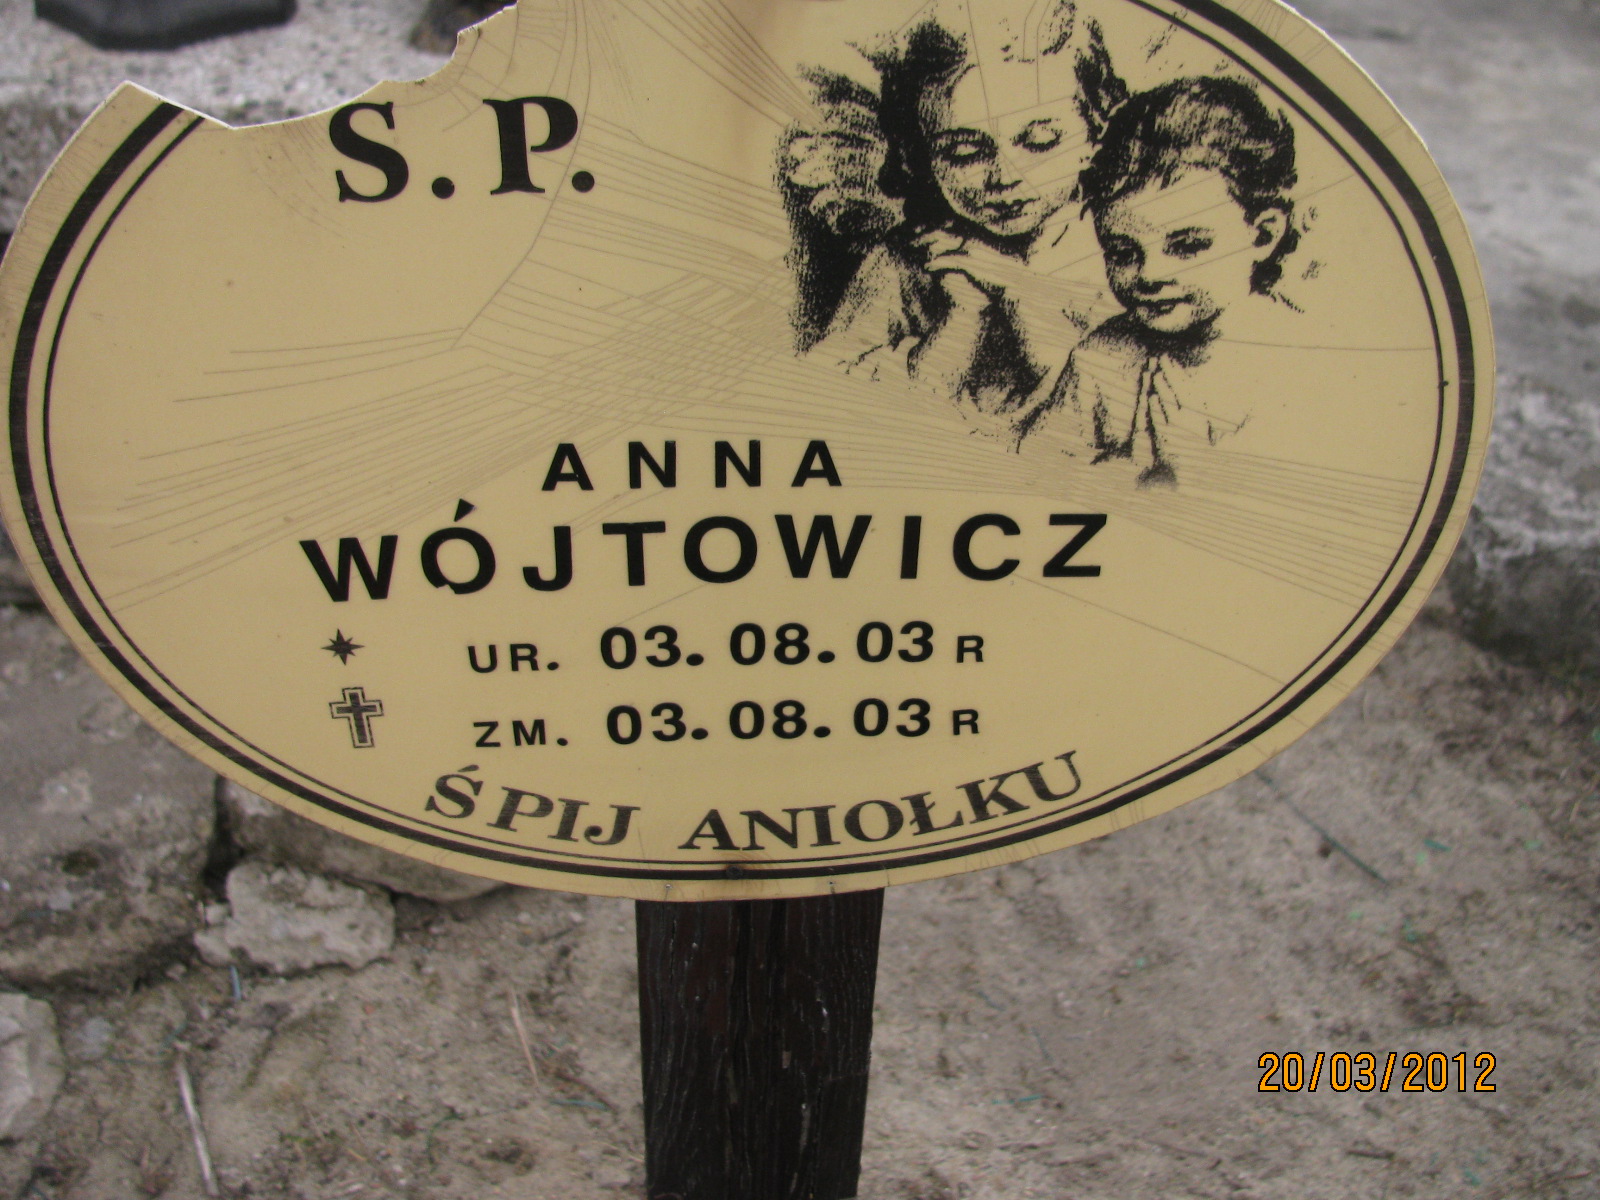 S.P.
ANNA
WÓJTOWICZ
UR. 03.08.03 R
ZM. 03.08.03 R
ŚPIJ ANIOŁKU
20/03/2012